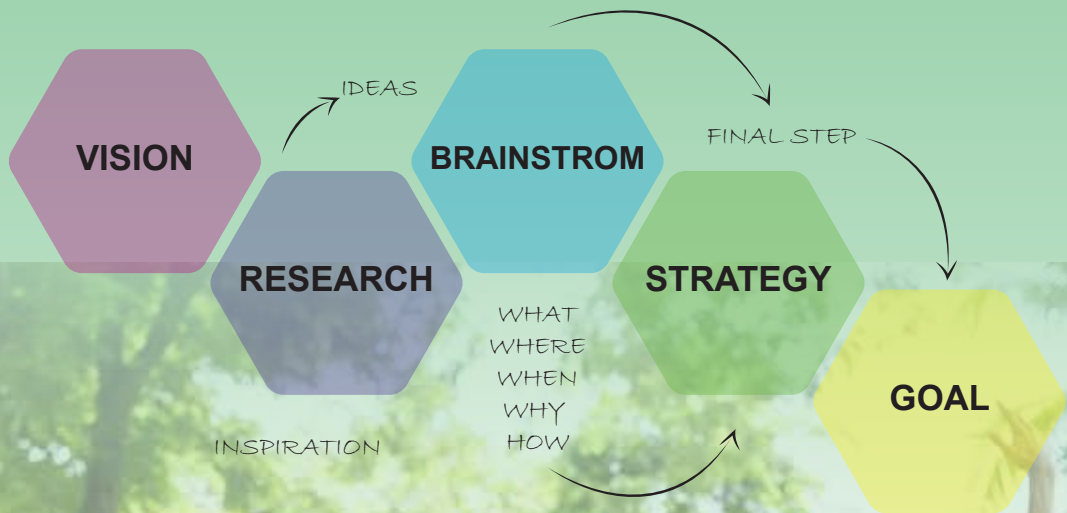 VISION
IDEAS
BRAINSTROM
FINAL STEP
RESEARCH
STRATEGY
WHAT
WHERE
WHEN
WHY
HOW
GOAL
INSPIRATION